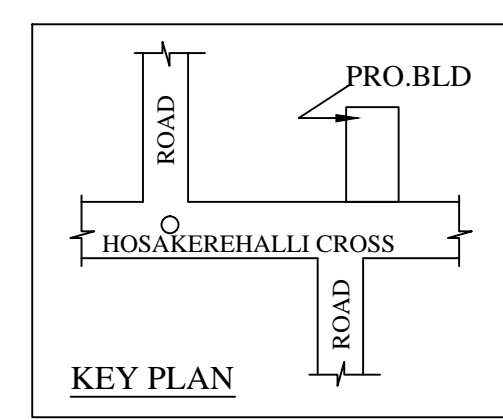 PRO.BLD
ROAD
HOSAKEREHALLI CROSS
ROAD
KEY PLAN